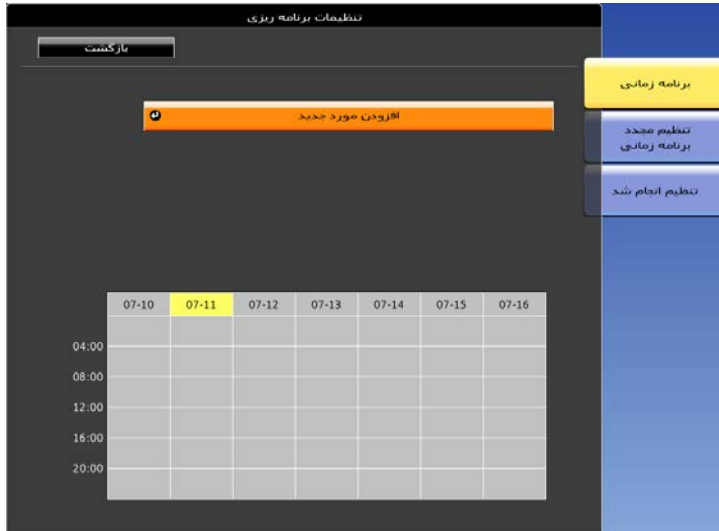 تنظیمات برنامه ریزی
بازگشت
برنامه زمانی
افزودن مورد جدید
تنظیم مجدد
برنامه زمانی
تنظیم انجام شد
07-10 07-11 07-12 07-13 07-14 07-15 07-16
04:00
08:00
12:00
16:00
20:00